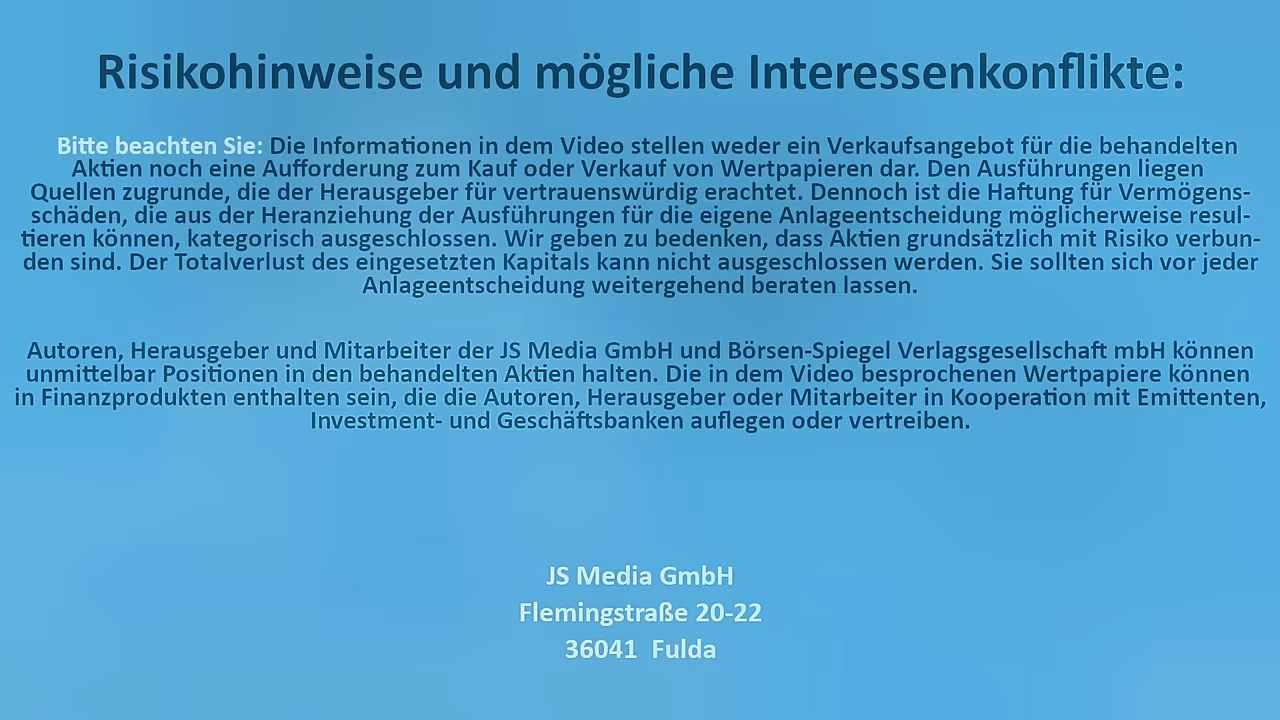 Risikohinweise und mögliche Interessenkonflikte:
Bitte beachten Sie: Die Informationen in dem Video stellen weder ein Verkaufsangebot für die behandelten
Aktien noch eine Aufforderung zum Kauf oder Verkauf von Wertpapieren dar. Den Ausführungen liegen
Quellen zugrunde, die der Herausgeber für vertrauenswürdig erachtet. Dennoch ist die Haftung für Vermögens-
schäden, die aus der Heranziehung der Ausführungen für die eigene Anlageentscheidung möglicherweise resul-
tieren können, kategorisch ausgeschlossen. Wir geben zu bedenken, dass Aktien grundsätzlich mit Risiko verbun-
den sind. Der Totalverlust des eingesetzten Kapitals kann nicht ausgeschlossen werden. Sie sollten sich vor jeder
Anlageentscheidung weitergehend beraten lassen.
Autoren, Herausgeber und Mitarbeiter der JS Media GmbH und Börsen-Spiegel Verlagsgesellschaft mbH können
unmittelbar Positionen in den behandelten Aktien halten. Die in dem Video besprochenen Wertpapiere können
in Finanzprodukten enthalten sein, die die Autoren, Herausgeber oder Mitarbeiter in Kooperation mit Emittenten,
Investment- und Geschäftsbanken auflegen oder vertreiben.
JS Media GmbH
Flemingstraße 20-22
36041 Fulda